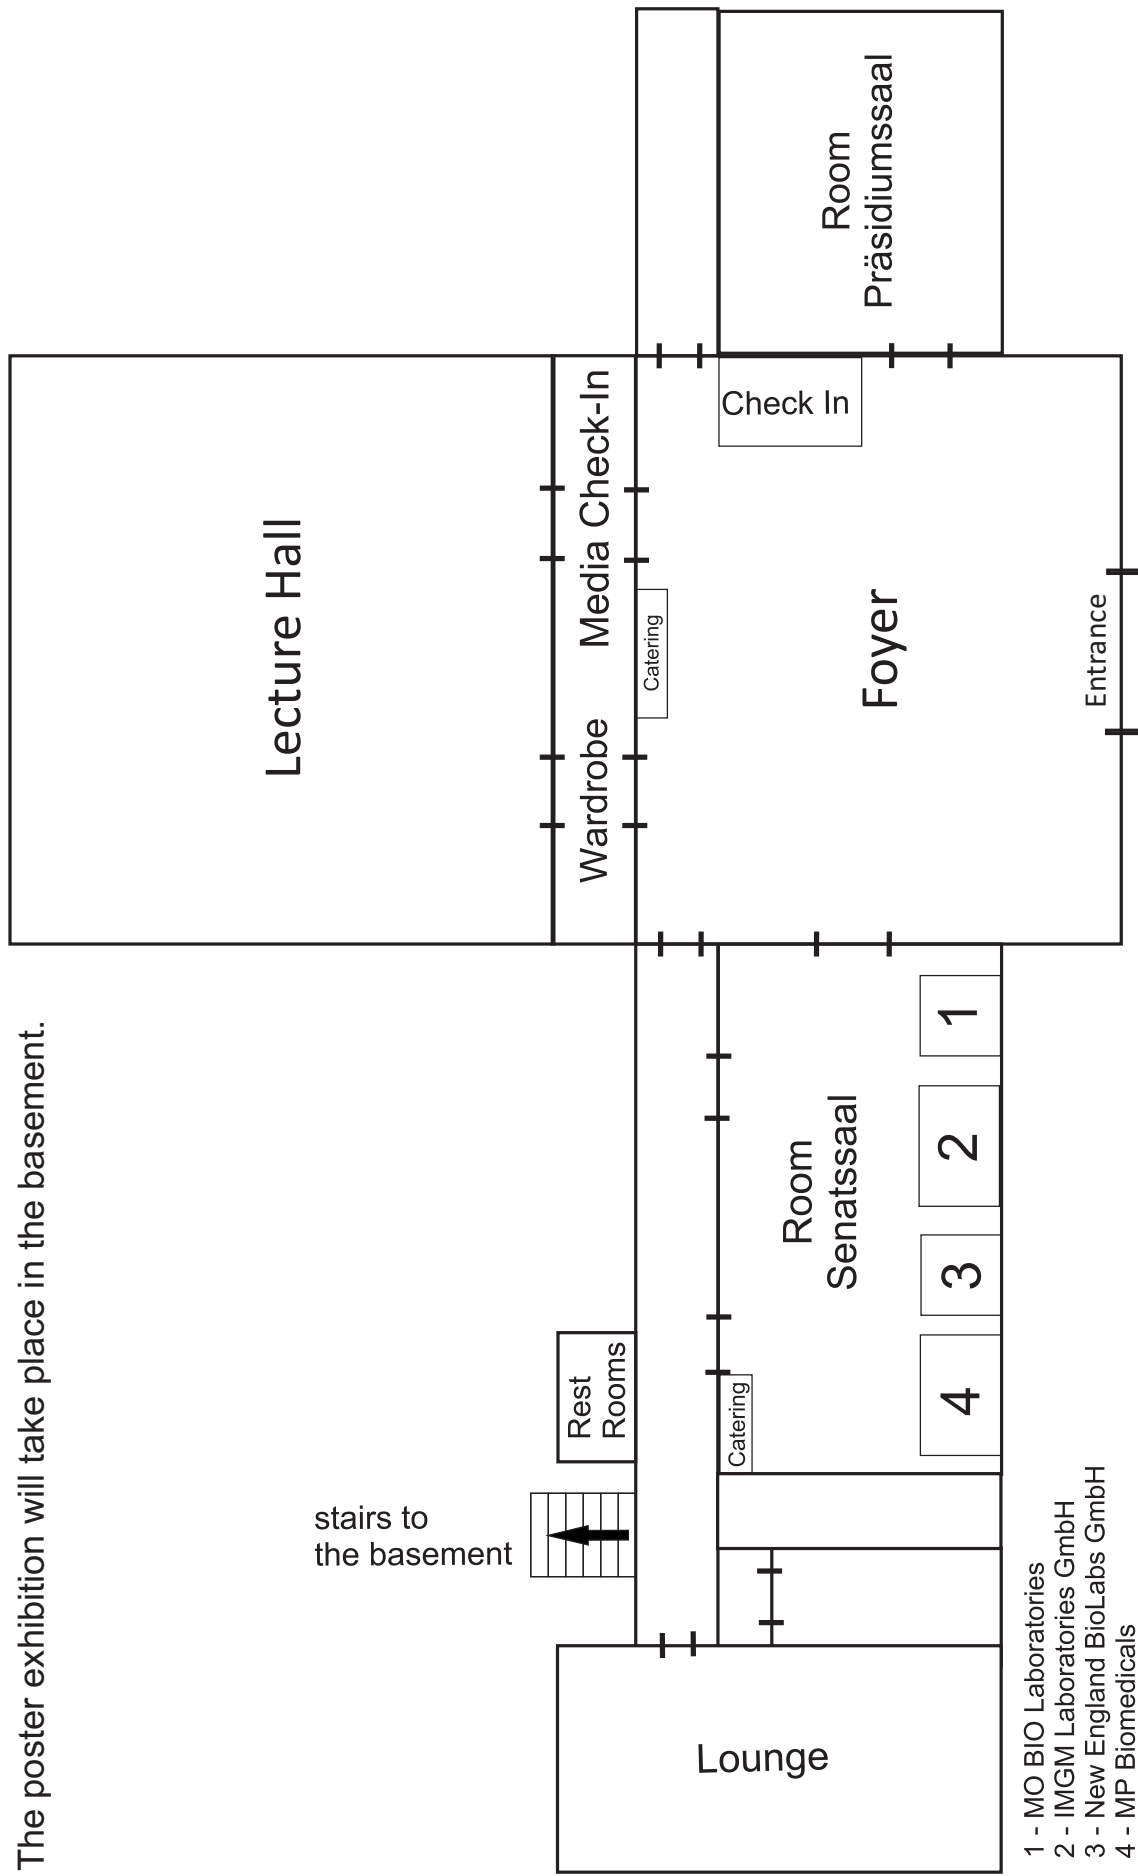 The poster exhibition will take place in the basement.
Lecture Hall
Wardrobe
Media Check-In
Catering
Check In
Foyer
Entrance
Room
Präsidiumssaal
stairs to
the basement
Rest
Rooms
Catering
Room
Senatssaal
Lounge
4
3
2
1
1 - MO BIO Laboratories
2 - IMGM Laboratories GmbH
3 - New England BioLabs GmbH
4 - MP Biomedicals